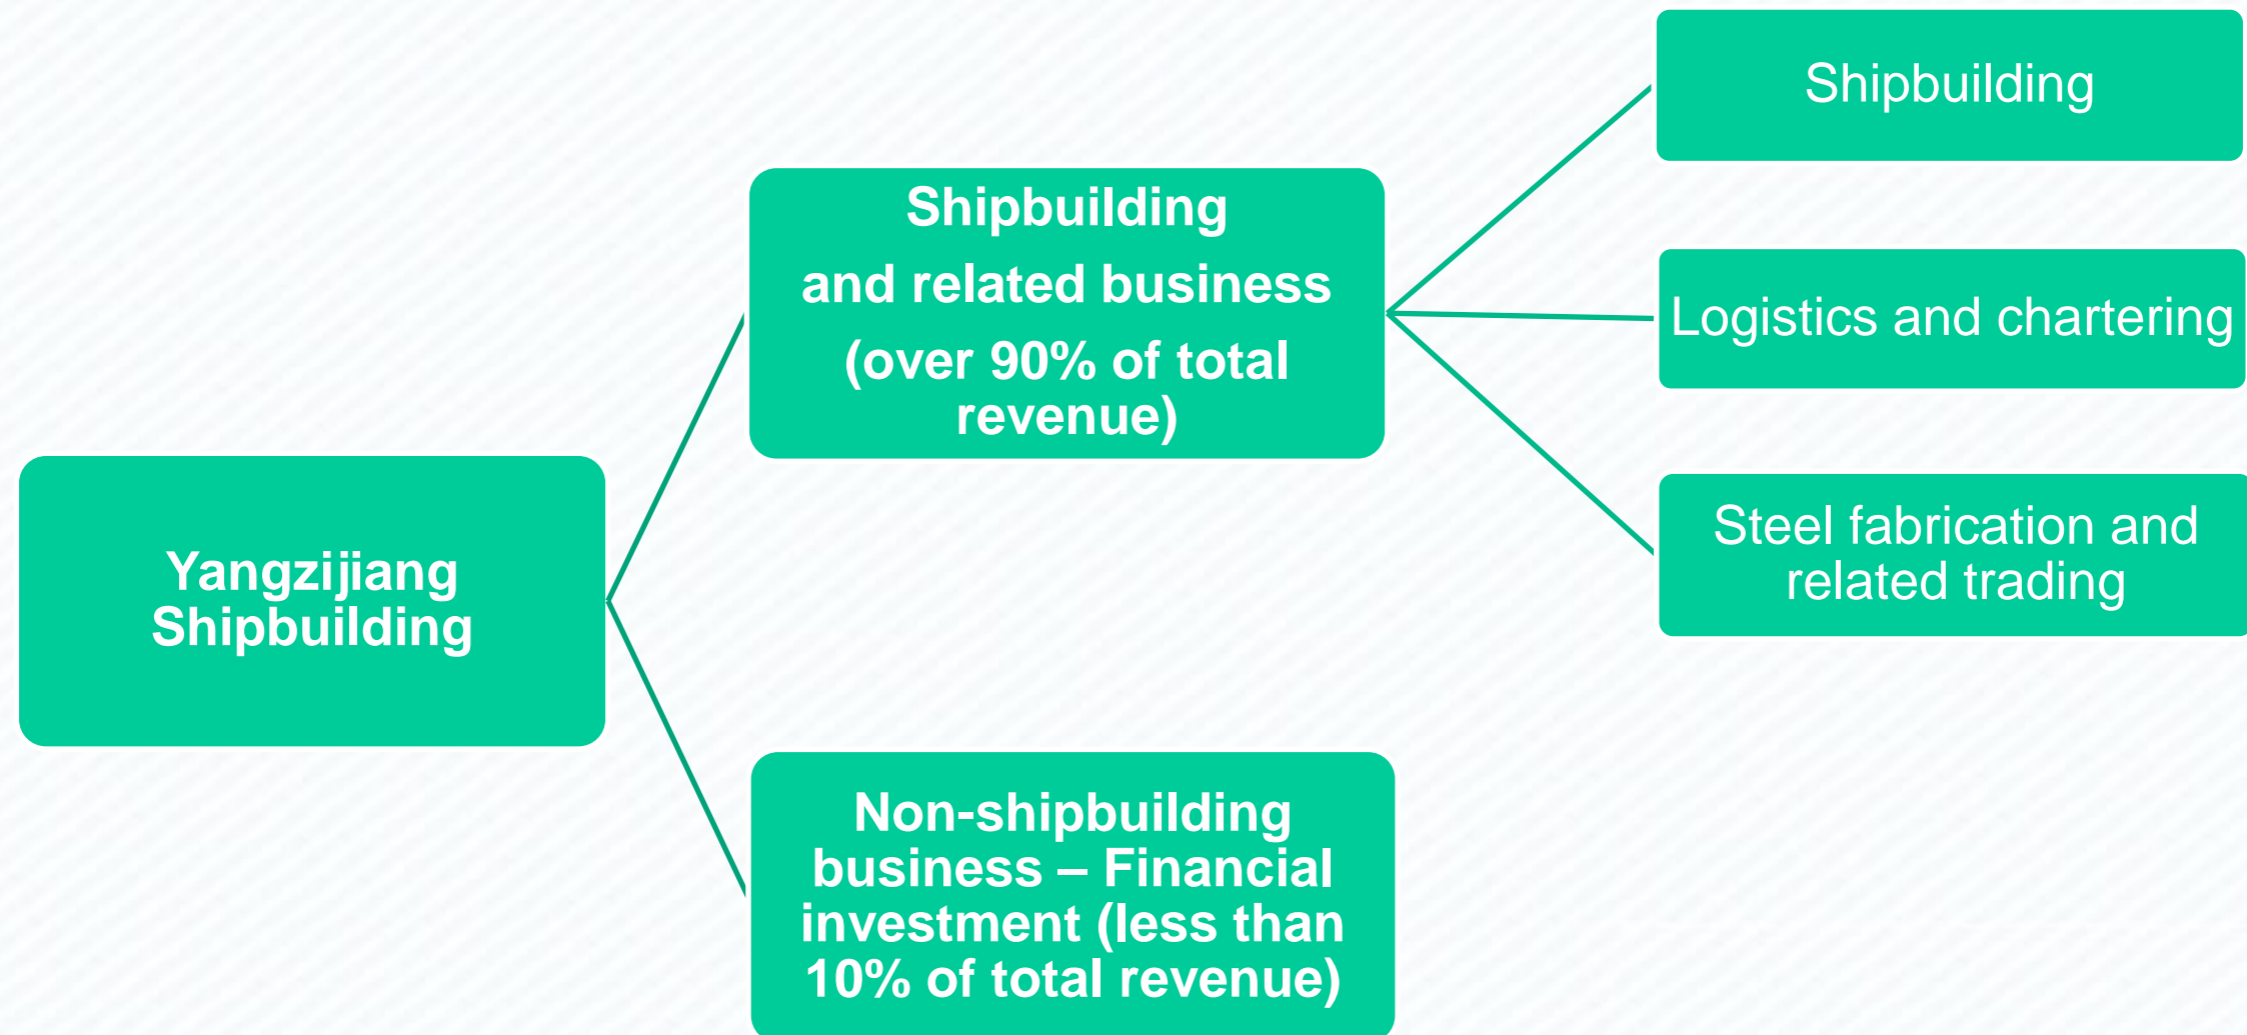 Yangzijiang
Shipbuilding
Shipbuilding
and related business
(over 90% of total
revenue)
Non-shipbuilding
business – Financial
investment (less than
10% of total revenue)
Shipbuilding
Logistics and chartering
Steel fabrication and
related trading